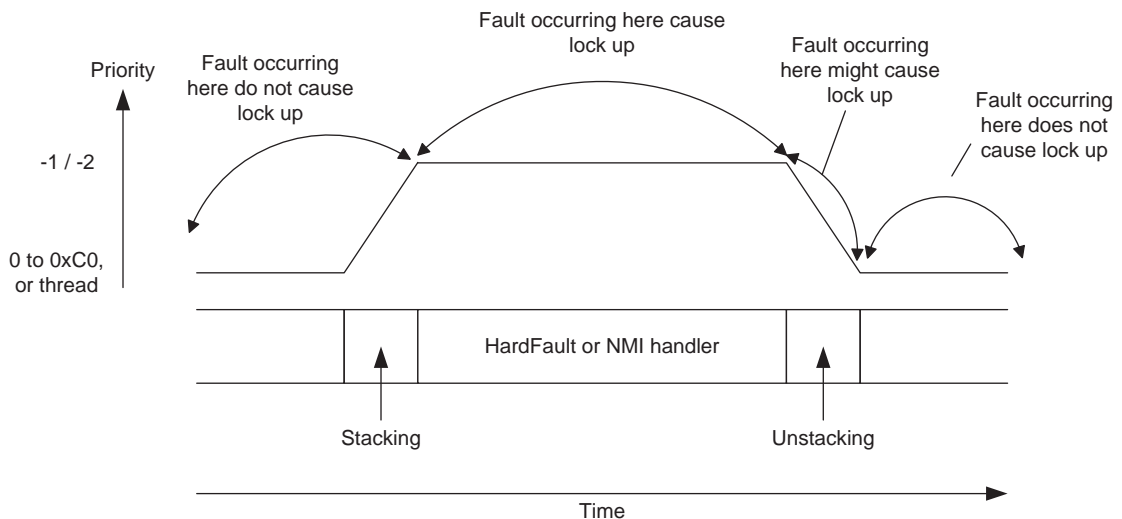 Fault occurring here cause
lock up
Fault occurring
here do not cause
lock up
Fault occurring
here might cause
lock up
Fault occurring
here does not
cause lock up
Priority
-1 / -2
0 to 0xC0,
or thread
HardFault or NMI handler
Stacking
Unstacking
Time